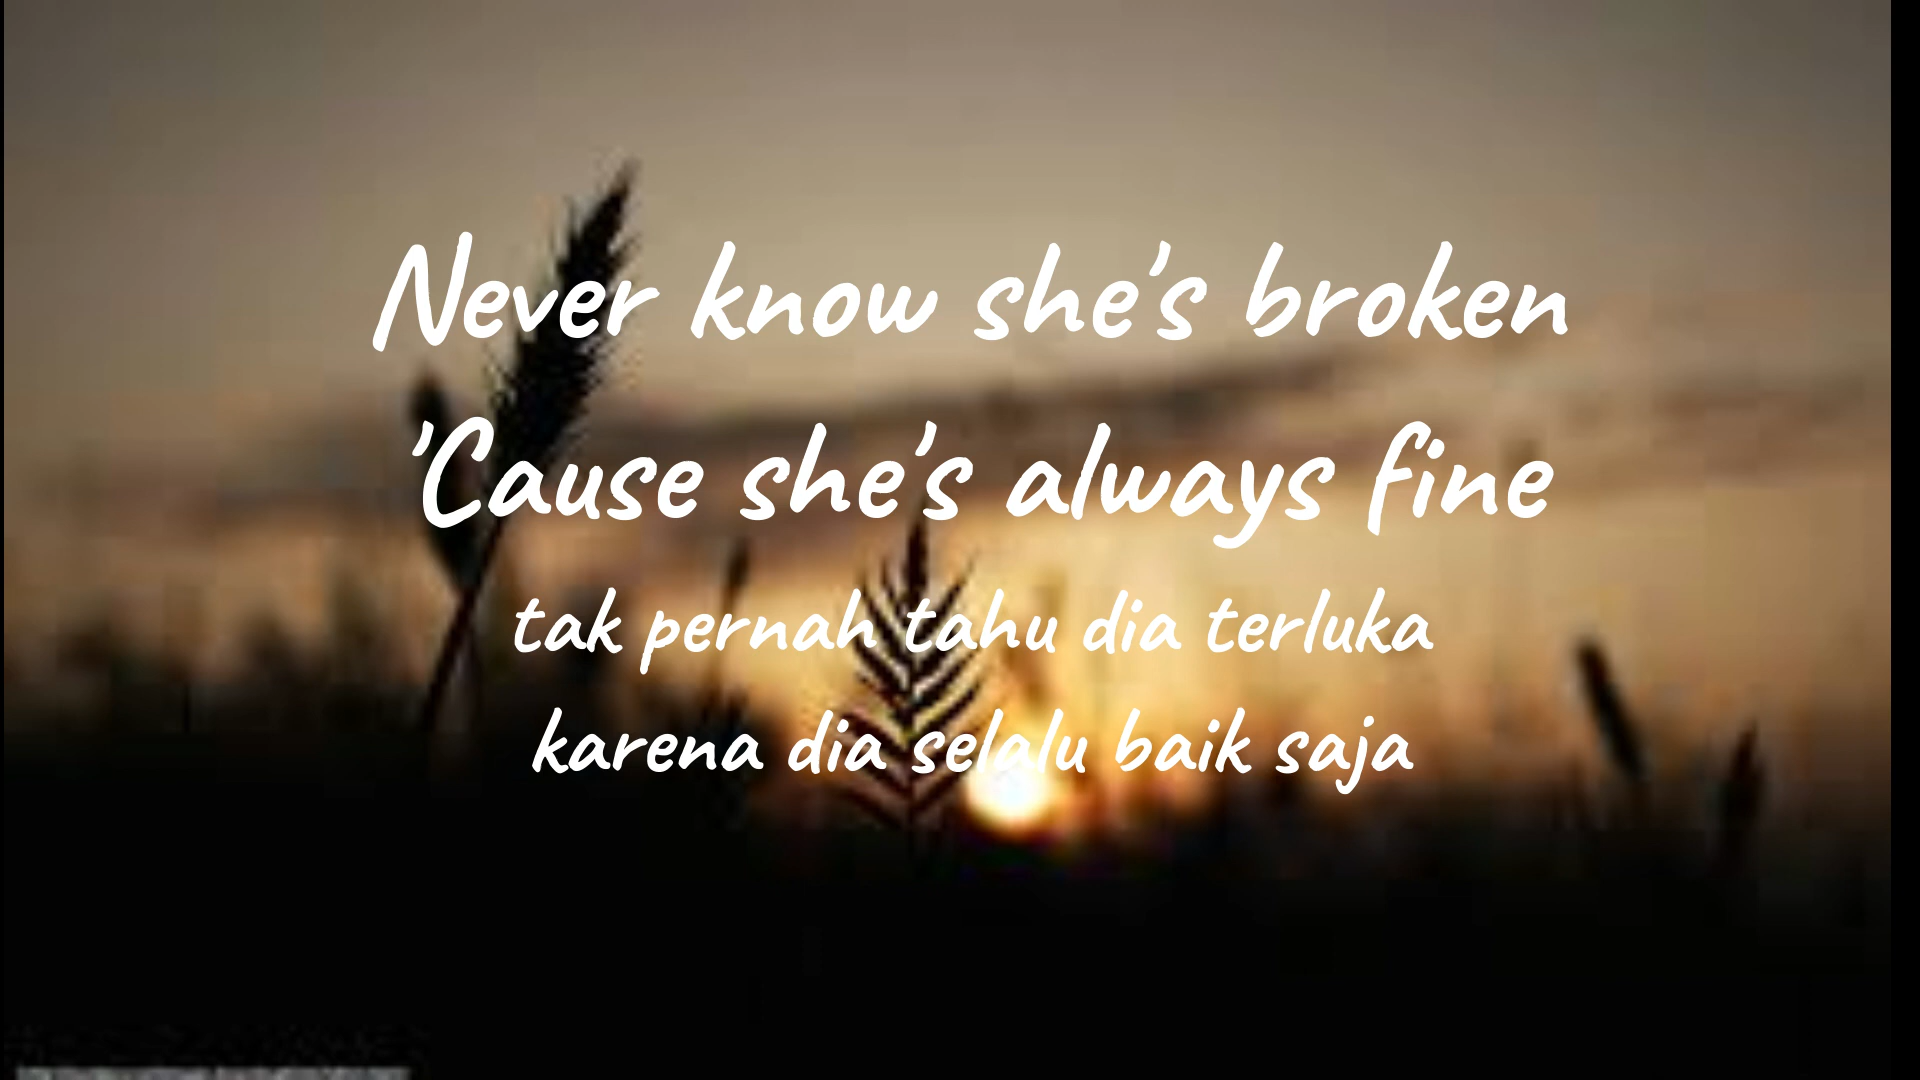 Never know she's broken
'Cause she's always fine
tak pernah tahu dia terluka
karena dia selalu baik saja